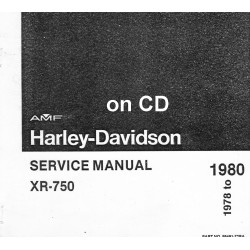 on CD
AMF
Harley-Davidson
SERVICE MANUAL
XR-750
1978 to 1980